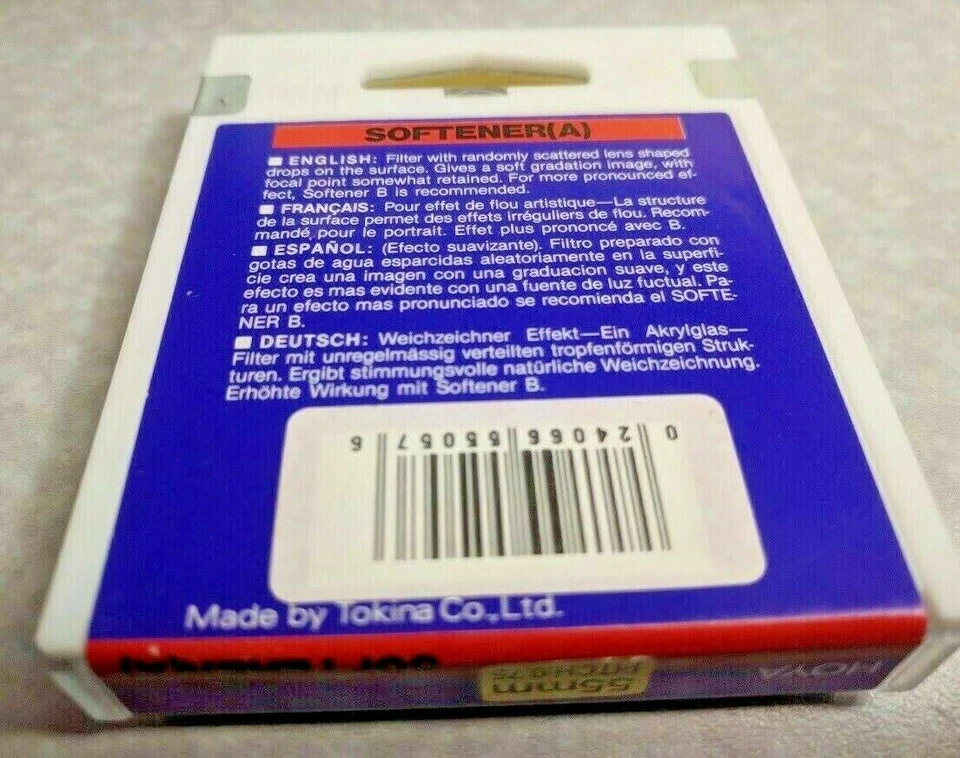 SOFTENER(A)
■ ENGLISH: Filter with randomly scattered lens shaped
drops on the surface. Gives a soft gradation image, with
focal point somewhat retained. For more pronounced ef-
fect, Softener B is recommended.
■ FRANÇAIS: Pour effet de flou artistique—La structure
de la surface permet des effets irréguliers de flou. Recom-
mandé pour le portrait. Effet plus prononcé avec B.
■ ESPAÑOL: (Efecto suavizante). Filtro preparado con
gotas de agua esparcidas aleatoriamente en la superfi-
cie crea una imagen con una graduacion suave, y este
efecto es mas evidente con una fuente de luz fuctual. Pa-
ra un efecto mas pronunciado se recomienda el SOFTE-
NER B.
■ DEUTSCH: Weichzeichner Effekt—Ein Akrylglas—
Filter mit unregelmässig verteilten tropfenförmigen Struk-
turen. Ergibt stimmungsvolle natürliche Weichzeichnung.
Erhöhte Wirkung mit Softener B.
0 24066 55057 6
Made by Tokina Co.,Ltd.
SOFTENER(A)
55mm
PITCH 0.75
HOYA